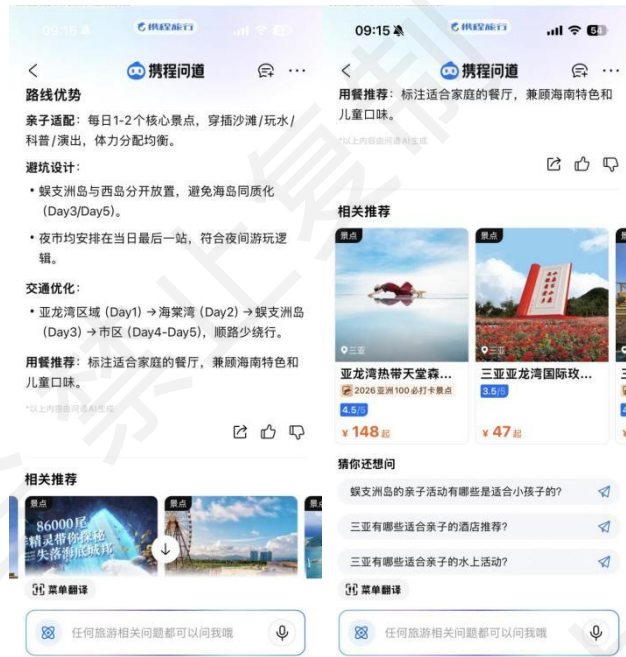 携程旅行
携程问道
路线优势
亲子适配：每日1-2个核心景点，穿插沙滩/玩水/
科普/演出，体力分配均衡。
避坑设计：
• 蜈支洲岛与西岛分开放置，避免海岛同质化
（Day3/Day5）。
• 夜市均安排在当日最后一站，符合夜间游玩逻
辑。
交通优化：
• 亚龙湾区域（Day1）→海棠湾（Day2）→蜈支洲岛
（Day3）→市区（Day4-Day5），顺路少绕行。
用餐推荐：标注适合家庭的餐厅，兼顾海南特色和
儿童口味。
*以上内容由问道AI生成
相关推荐
景点
86000尾
精灵带你探秘
失落海底城邦
景点
菜单翻译
任何旅游相关问题都可以问我哦
09:15
携程旅行
携程问道
用餐推荐：标注适合家庭的餐厅，兼顾海南特色和
儿童口味。
*以上内容由问道AI生成
相关推荐
景点
三亚
亚龙湾热带天堂森...
2026亚洲100必打卡景点
4.5/5
¥ 148起
景点
三亚
三亚亚龙湾国际玫...
3.5/5
¥ 47起
猜你还想问
蜈支洲岛的亲子活动有哪些是适合小孩子的？
三亚有哪些适合亲子的酒店推荐？
三亚有哪些适合亲子的水上活动？
菜单翻译
任何旅游相关问题都可以问我哦
禁止复制